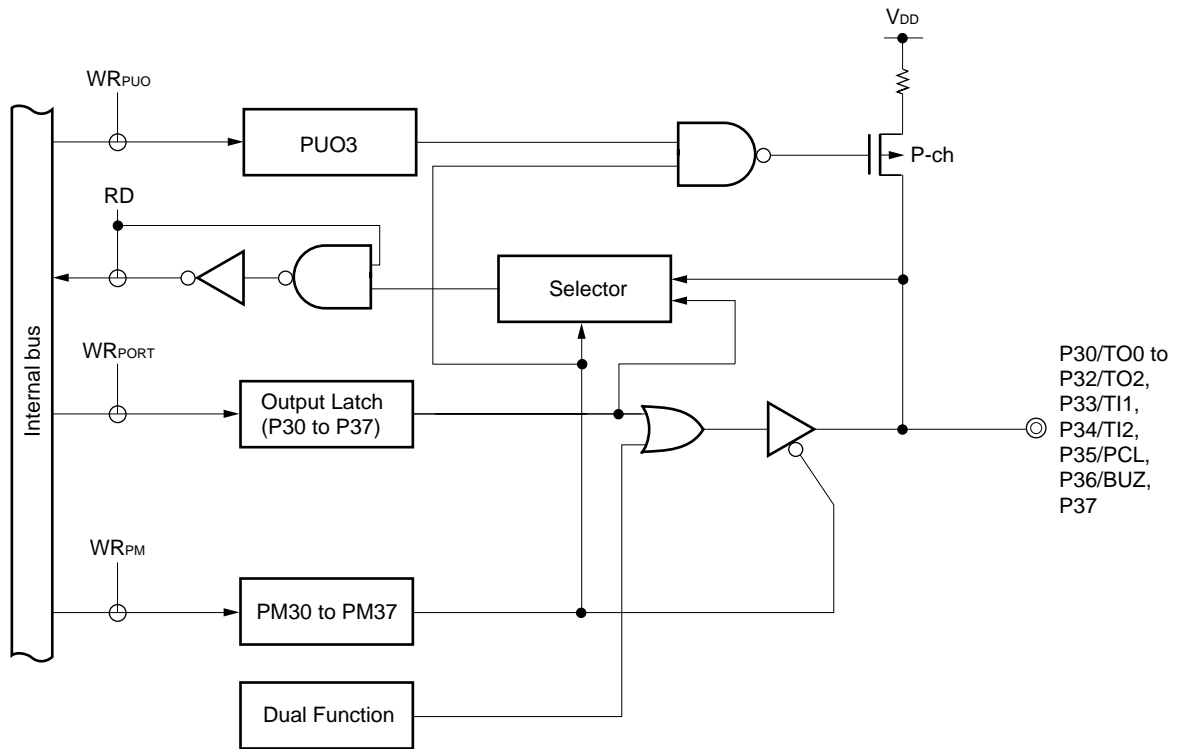 VDD
WRPUO
PUO3
P-ch
RD
Selector
Internal bus
WRPORT
Output Latch
(P30 to P37)
P30/TO0 to
P32/TO2,
P33/TI1,
P34/TI2,
P35/PCL,
P36/BUZ,
P37
WRPM
PM30 to PM37
Dual Function